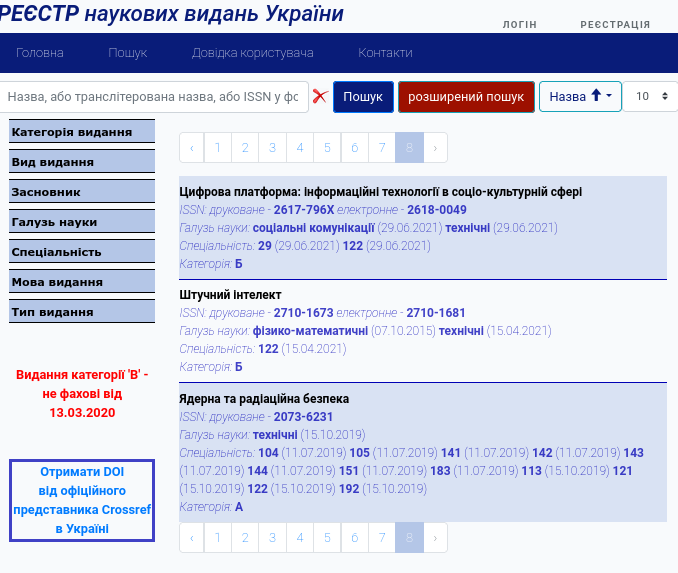 РЕЄСТР наукових видань України
ЛОГІН РЕЄСТРАЦІЯ
Головна Пошук Довідка користувача Контакти
Назва, або транслітерована назва, або ISSN у фо
Пошук розширений пошук Назва 10
Категорія видання
Вид видання
Засновник
Галузь науки
Спеціальність
Мова видання
Тип видання
Видання категорії 'В' -
не фахові від
13.03.2020
Отримати DOI
від офіційного
представника Crossref
в Україні
‹ 1 2 3 4 5 6 7 8 ›
Цифрова платформа: інформаційні технології в соціо-культурній сфері
ISSN: друковане - 2617-796X електронне - 2618-0049
Галузь науки: соціальні комунікації (29.06.2021) технічні (29.06.2021)
Спеціальність: 29 (29.06.2021) 122 (29.06.2021)
Категорія: Б
Штучний інтелект
ISSN: друковане - 2710-1673 електронне - 2710-1681
Галузь науки: фізико-математичні (07.10.2015) технічні (15.04.2021)
Спеціальність: 122 (15.04.2021)
Категорія: Б
Ядерна та радіаційна безпека
ISSN: друковане - 2073-6231
Галузь науки: технічні (15.10.2019)
Спеціальність: 104 (11.07.2019) 105 (11.07.2019) 141 (11.07.2019) 142 (11.07.2019) 143
(11.07.2019) 144 (11.07.2019) 151 (11.07.2019) 183 (11.07.2019) 113 (15.10.2019) 121
(15.10.2019) 122 (15.10.2019) 192 (15.10.2019)
Категорія: А
‹ 1 2 3 4 5 6 7 8 ›